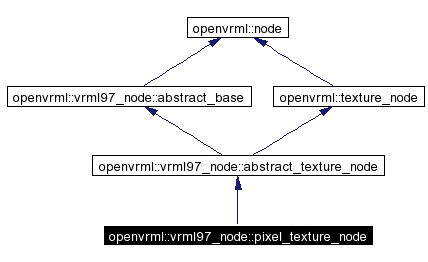 openvrml::node
openvrml::vrml97_node::abstract_base
openvrml::texture_node
openvrml::vrml97_node::abstract_texture_node
openvrml::vrml97_node::pixel_texture_node